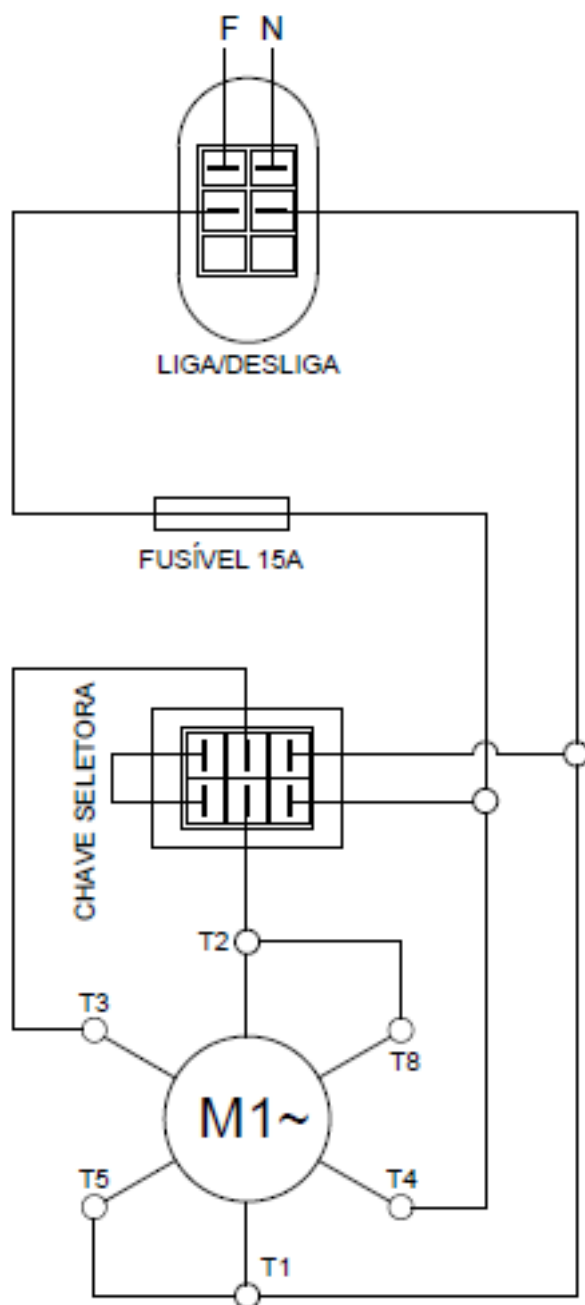 F N
LIGA/DESLIGA
FUSÍVEL 15A
CHAVE SELETORA
T2
T3
T8
M1~
T5
T4
T1